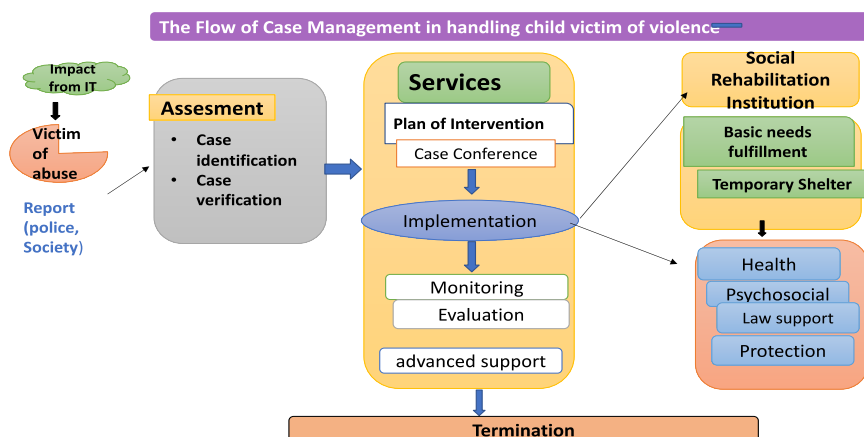 The Flow of Case Management in handling child victim of violence
Impact
from IT
Victim
of
abuse
Report
(police,
Society)
Assesment
• Case
identification
• Case
verification
Services
Plan of Intervention
Case Conference
Implementation
Monitoring
Evaluation
advanced support
Termination
Social
Rehabilitation
Institution
Basic needs
fulfillment
Temporary Shelter
Health
Psychosocial
Law support
Protection